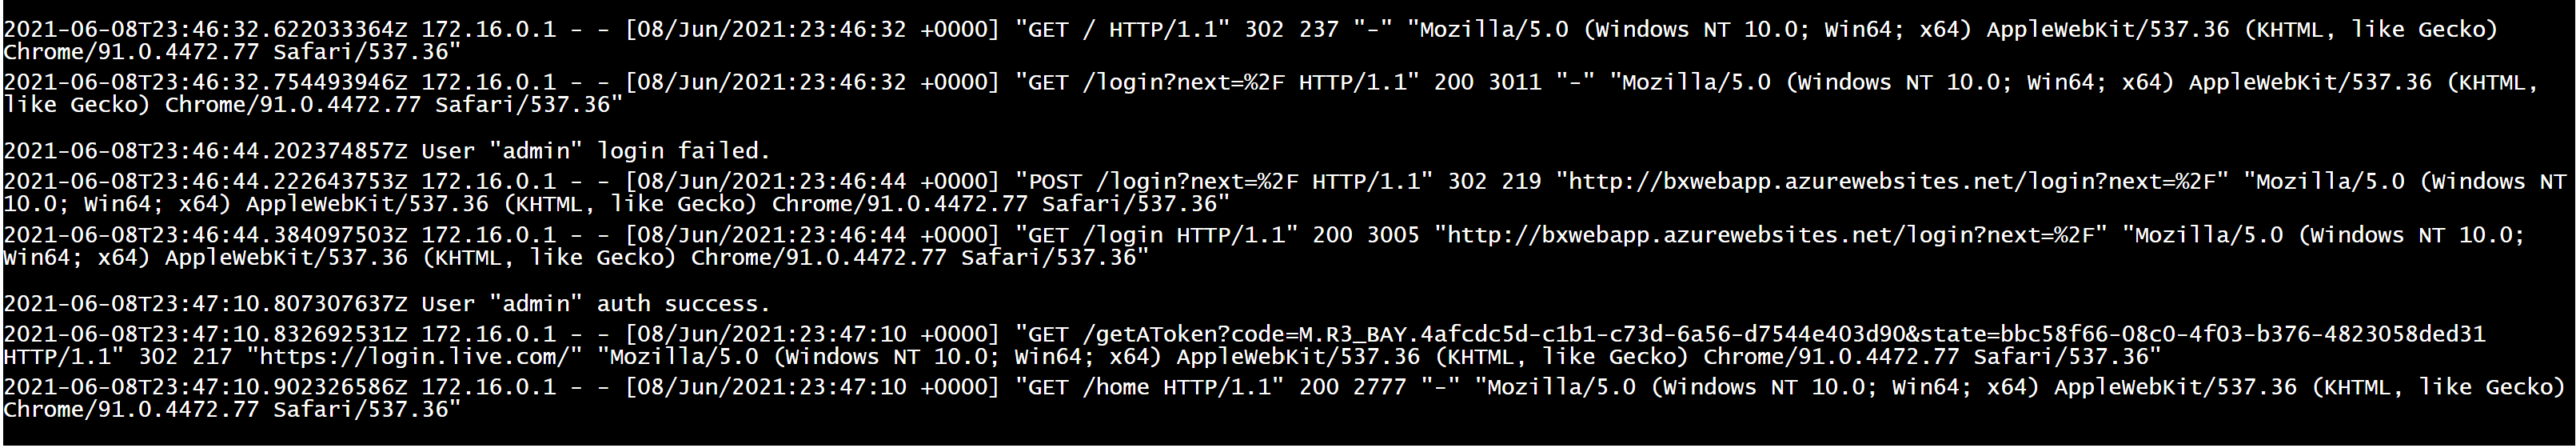 2021-06-08T23:46:32.622033364Z 172.16.0.1 - - [08/Jun/2021:23:46:32 +0000] "GET / HTTP/1.1" 302 237 "-" "Mozilla/5.0 (Windows NT 10.0; Win64; x64) AppleWebKit/537.36 (KHTML, like Gecko)
Chrome/91.0.4472.77 Safari/537.36"
2021-06-08T23:46:32.754493946Z 172.16.0.1 - - [08/Jun/2021:23:46:32 +0000] "GET /login?next=%2F HTTP/1.1" 200 3011 "-" "Mozilla/5.0 (Windows NT 10.0; Win64; x64) AppleWebKit/537.36 (KHTML,
like Gecko) Chrome/91.0.4472.77 Safari/537.36"
2021-06-08T23:46:44.202374857Z User "admin" login failed.
2021-06-08T23:46:44.222643753Z 172.16.0.1 - - [08/Jun/2021:23:46:44 +0000] "POST /login?next=%2F HTTP/1.1" 302 219 "http://bxwebapp.azurewebsites.net/login?next=%2F" "Mozilla/5.0 (Windows NT
10.0; Win64; x64) AppleWebKit/537.36 (KHTML, like Gecko) Chrome/91.0.4472.77 Safari/537.36"
2021-06-08T23:46:44.384097503Z 172.16.0.1 - - [08/Jun/2021:23:46:44 +0000] "GET /login HTTP/1.1" 200 3005 "http://bxwebapp.azurewebsites.net/login?next=%2F" "Mozilla/5.0 (Windows NT 10.0;
Win64; x64) AppleWebKit/537.36 (KHTML, like Gecko) Chrome/91.0.4472.77 Safari/537.36"
2021-06-08T23:47:10.807307637Z User "admin" auth success.
2021-06-08T23:47:10.832692531Z 172.16.0.1 - - [08/Jun/2021:23:47:10 +0000] "GET /getAToken?code=M.R3_BAY.4afcdc5d-c1b1-c73d-6a56-d7544e403d90&state=bbc58f66-08c0-4f03-b376-4823058ded31
HTTP/1.1" 302 217 "https://login.live.com/" "Mozilla/5.0 (Windows NT 10.0; Win64; x64) AppleWebKit/537.36 (KHTML, like Gecko) Chrome/91.0.4472.77 Safari/537.36"
2021-06-08T23:47:10.902326586Z 172.16.0.1 - - [08/Jun/2021:23:47:10 +0000] "GET /home HTTP/1.1" 200 2777 "-" "Mozilla/5.0 (Windows NT 10.0; Win64; x64) AppleWebKit/537.36 (KHTML, like Gecko)
Chrome/91.0.4472.77 Safari/537.36"